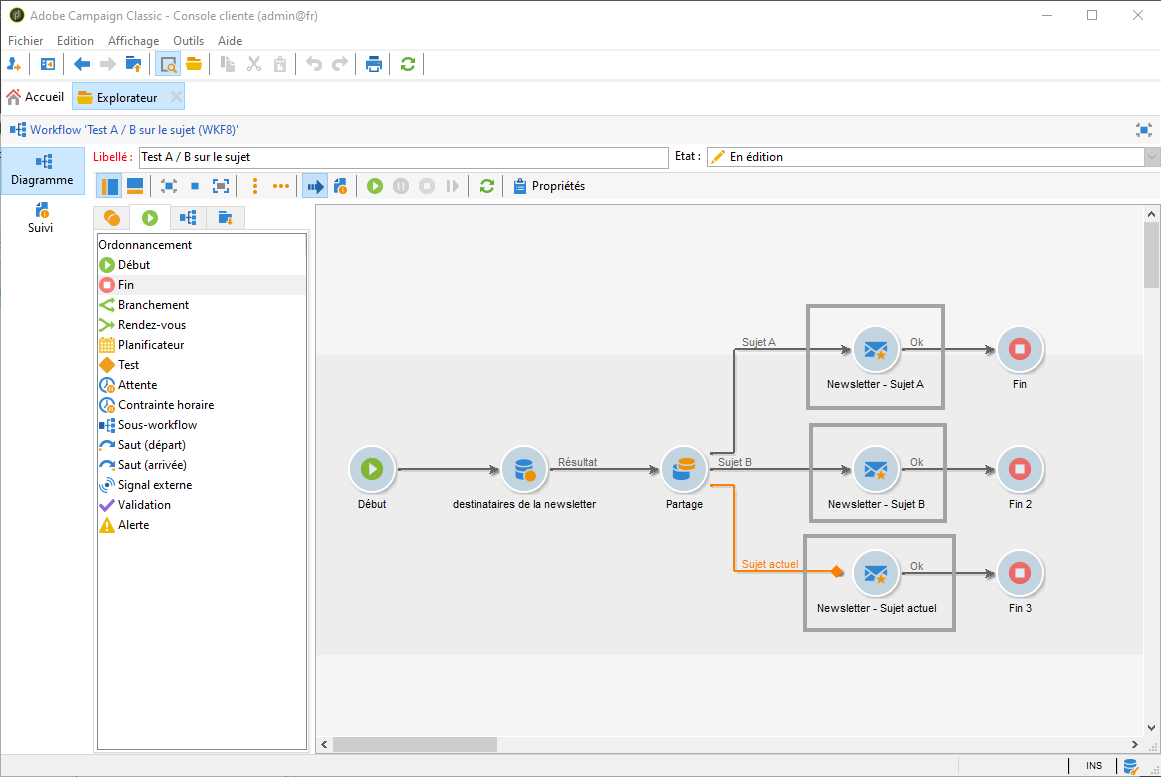 Adobe Campaign Classic - Console cliente (admin@fr)
Fichier Edition Affichage Outils Aide
Accueil Explorateur
Workflow 'Test A / B sur le sujet (WKF8)'
Libellé : Test A / B sur le sujet Etat : En édition
Diagramme
Suivi
Propriétés
Ordonnancement
Début
Fin
Branchement
Rendez-vous
Planificateur
Test
Attente
Contrainte horaire
Sous-workflow
Saut (départ)
Saut (arrivée)
Signal externe
Validation
Alerte
Sujet A Ok
Newsletter - Sujet A Fin
Résultat Sujet B Ok
Début destinataires de la newsletter Partage Newsletter - Sujet B Fin 2
Sujet actuel Ok
Newsletter - Sujet actuel Fin 3
INS